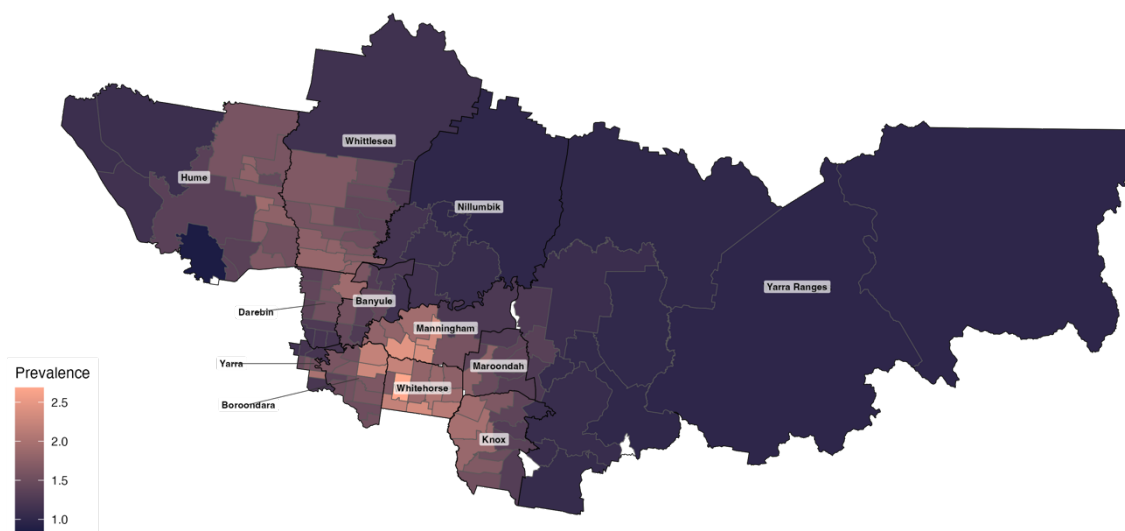 Whittlesea
Hume
Nillumbik
Yarra Ranges
Banyule
Darebin
Manningham
Yarra
Maroondah
Prevalence
Whitehorse
2.5
Boroondara
2.0
Knox
1.5
1.0